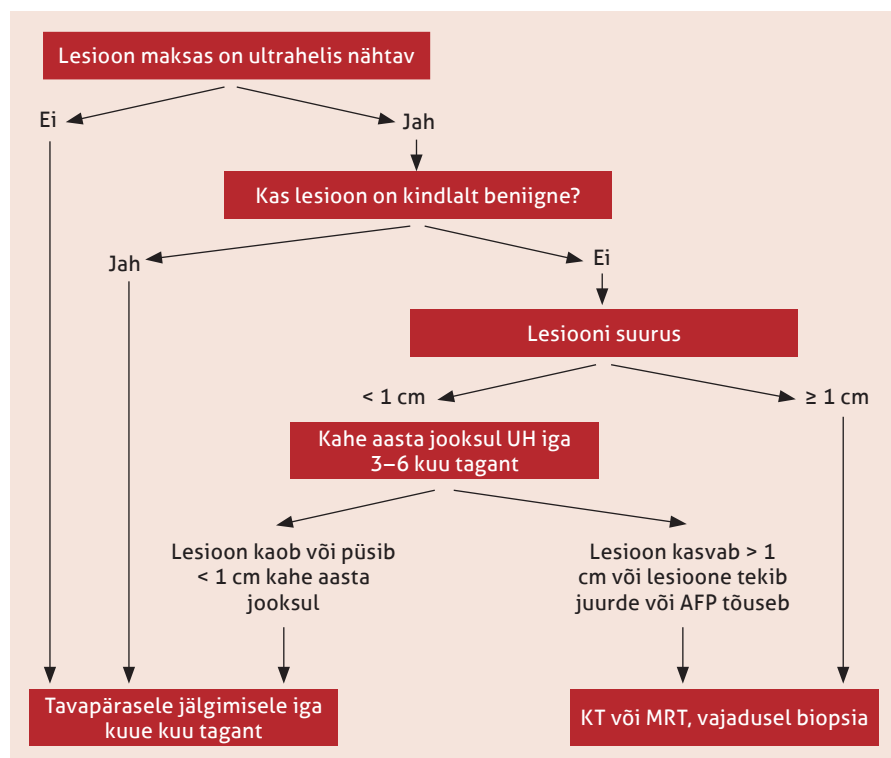 Lesioon maksas on ultrahelis nähtav
Ei
Jah
Kas lesioon on kindlalt beniigne?
Jah
Ei
Lesiooni suurus
< 1 cm
≥ 1 cm
Kahe aasta jooksul UH iga
3–6 kuu tagant
Lesioon kaob või püsib
< 1 cm kahe aasta
jooksul
Lesioon kasvab > 1
cm või lesioone tekib
juurde või AFP tõuseb
Tavapärasele jälgimisele iga
kuue kuu tagant
KT või MRT, vajadusel biopsia